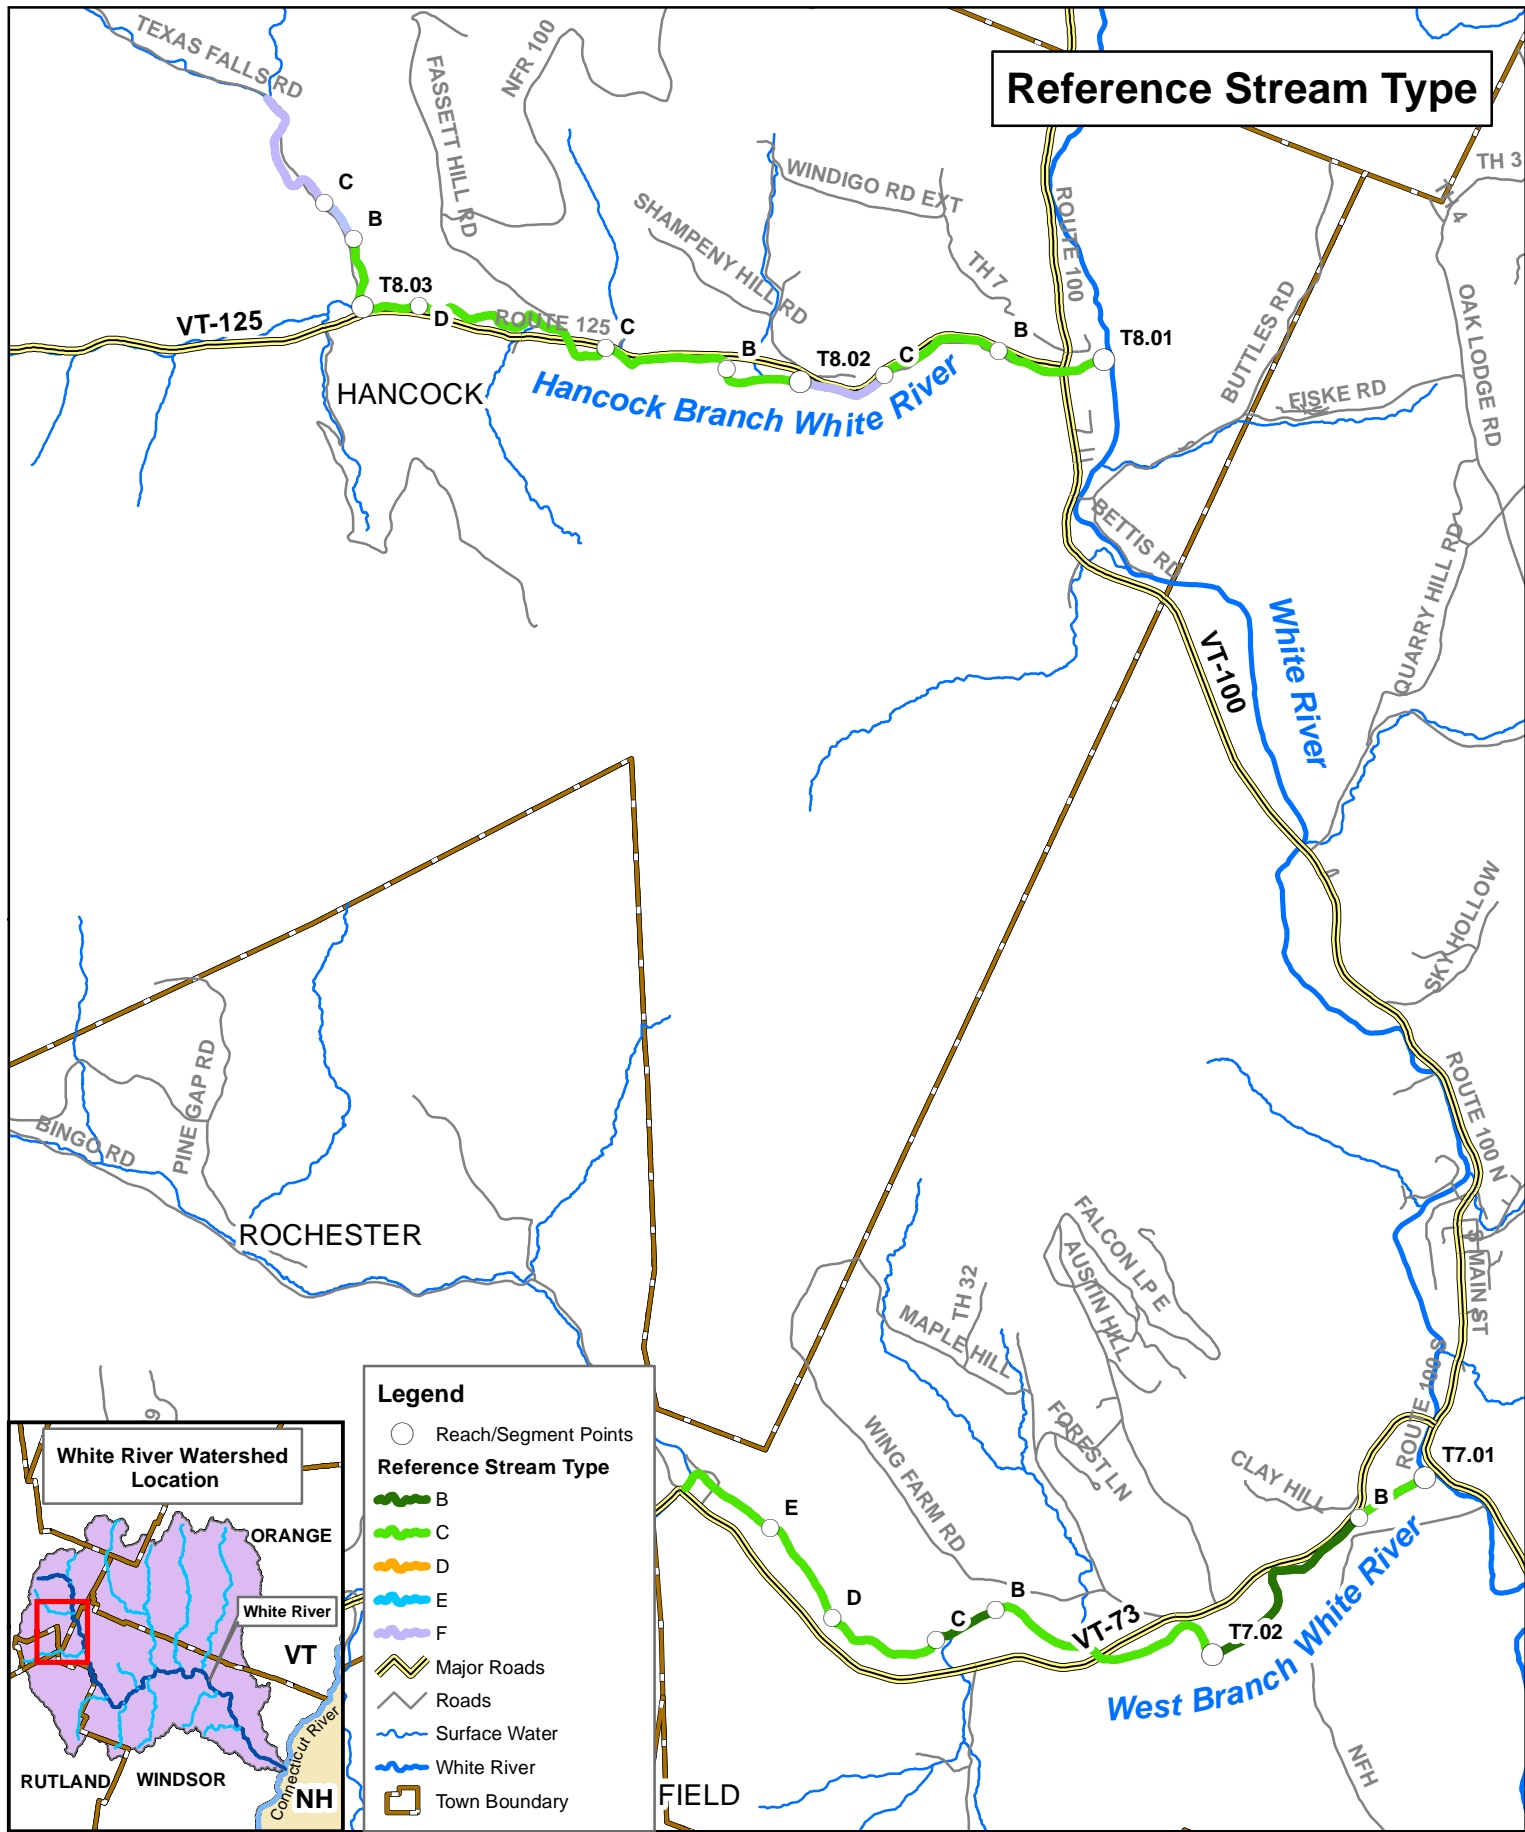 Reference Stream Type
TEXAS FALLS RD
FASSETT HILL RD
NFR 100
WINDIGO RD EXT
SHAMPENY HILL RD
TH 7
ROUTE 100
TH 3
TH 4
OAK LODGE RD
BUTTLES RD
FISKE RD
C
B
T8.03
D
VT-125
ROUTE 125
C
B
T8.02
C
B
T8.01
HANCOCK
Hancock Branch White River
BETTIS RD
QUARRY HILL RD
White River
VT-100
SKY HOLLOW
PINE GAP RD
BINGO RD
ROUTE 100 N
ROCHESTER
S MAIN ST
FALCON LP E
AUSTIN HILL
TH 32
MAPLE HILL
ROUTE 100 S
FOREST LN
WING FARM RD
CLAY HILL
T7.01
B
E
D
C
B
VT-73
T7.02
West Branch White River
NFH
FIELD
9
Legend
Reach/Segment Points
Reference Stream Type
B
C
D
E
F
Major Roads
Roads
Surface Water
White River
Town Boundary
White River Watershed
Location
ORANGE
White River
VT
RUTLAND
WINDSOR
Connecticut River
NH